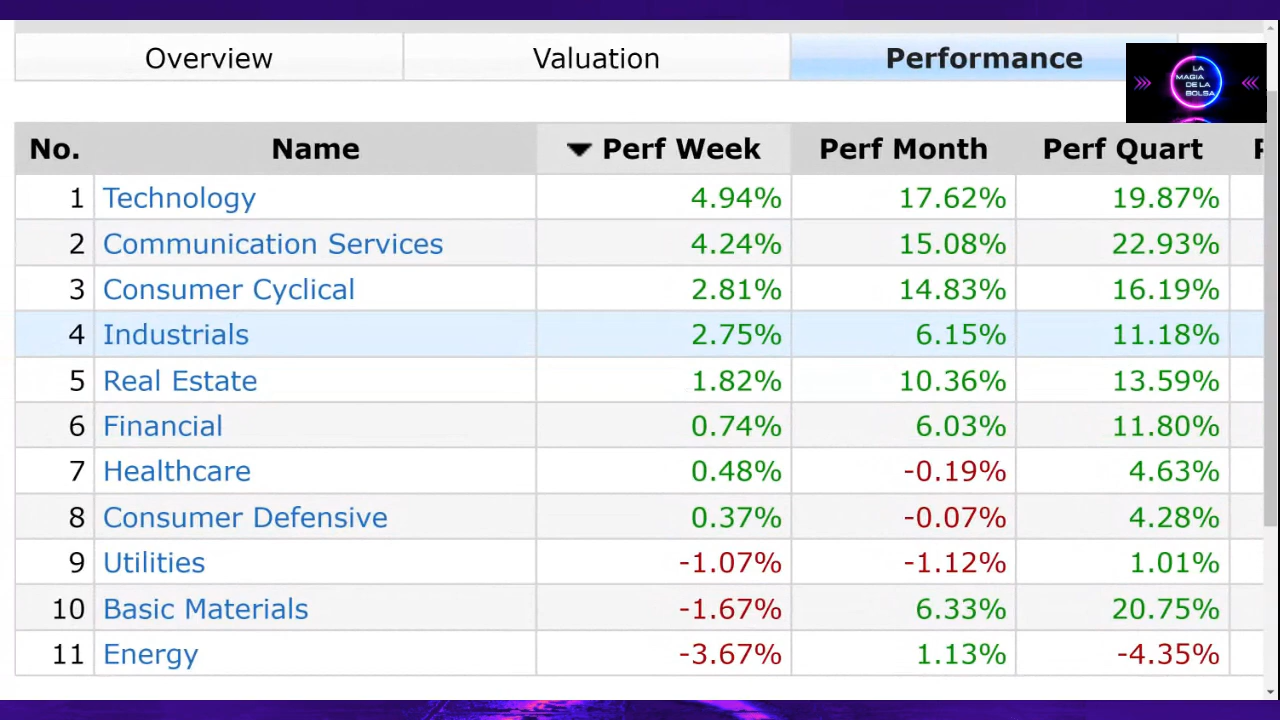 Overview Valuation Performance
LA
MAGIA
DE LA
BOLSA
No. Name ▼ Perf Week Perf Month Perf Quart
1 Technology 4.94% 17.62% 19.87%
2 Communication Services 4.24% 15.08% 22.93%
3 Consumer Cyclical 2.81% 14.83% 16.19%
4 Industrials 2.75% 6.15% 11.18%
5 Real Estate 1.82% 10.36% 13.59%
6 Financial 0.74% 6.03% 11.80%
7 Healthcare 0.48% -0.19% 4.63%
8 Consumer Defensive 0.37% -0.07% 4.28%
9 Utilities -1.07% -1.12% 1.01%
10 Basic Materials -1.67% 6.33% 20.75%
11 Energy -3.67% 1.13% -4.35%